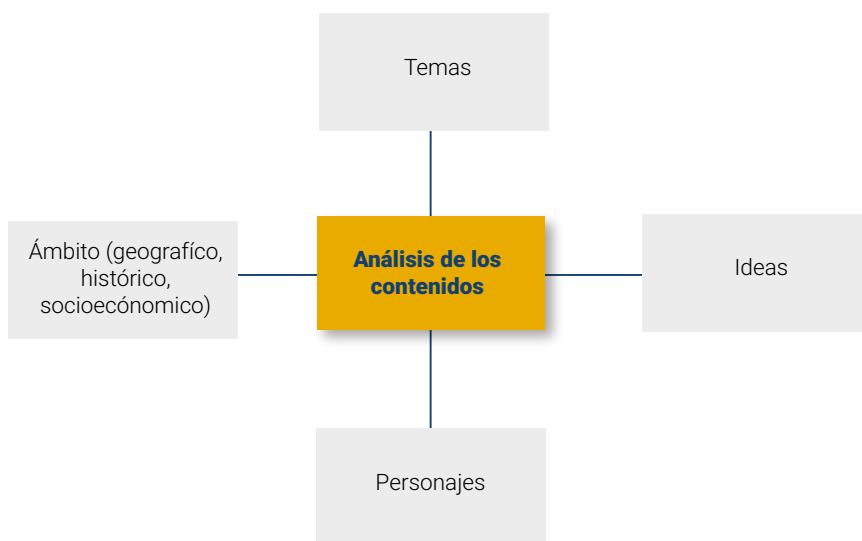 Temas
Ámbito (geografíco,
histórico,
socioecónomico)
Análisis de los
contenidos
Ideas
Personajes